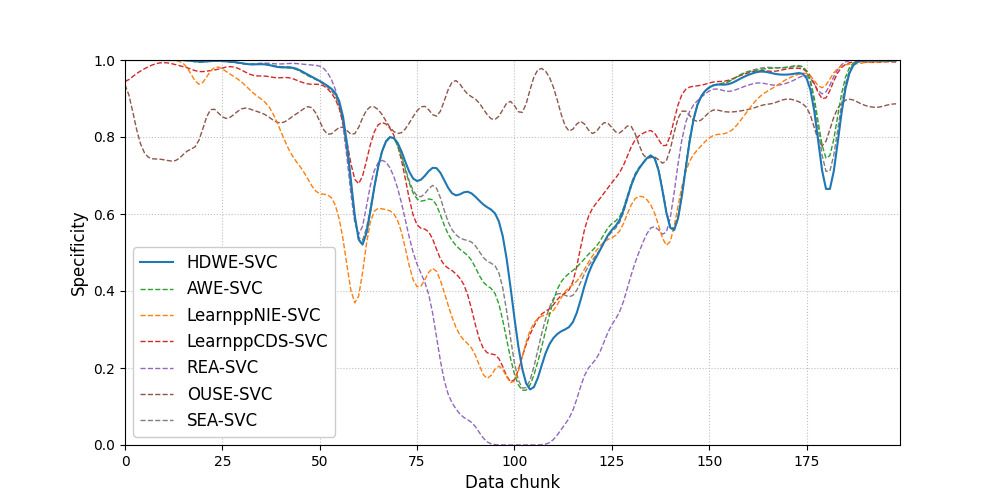 1.0
0.8
0.6
0.4
0.2
0.0
Specificity
HDWE-SVC
AWE-SVC
LearnppNIE-SVC
LearnppCDS-SVC
REA-SVC
OUSE-SVC
SEA-SVC
0 25 50 75 100 125 150 175
Data chunk